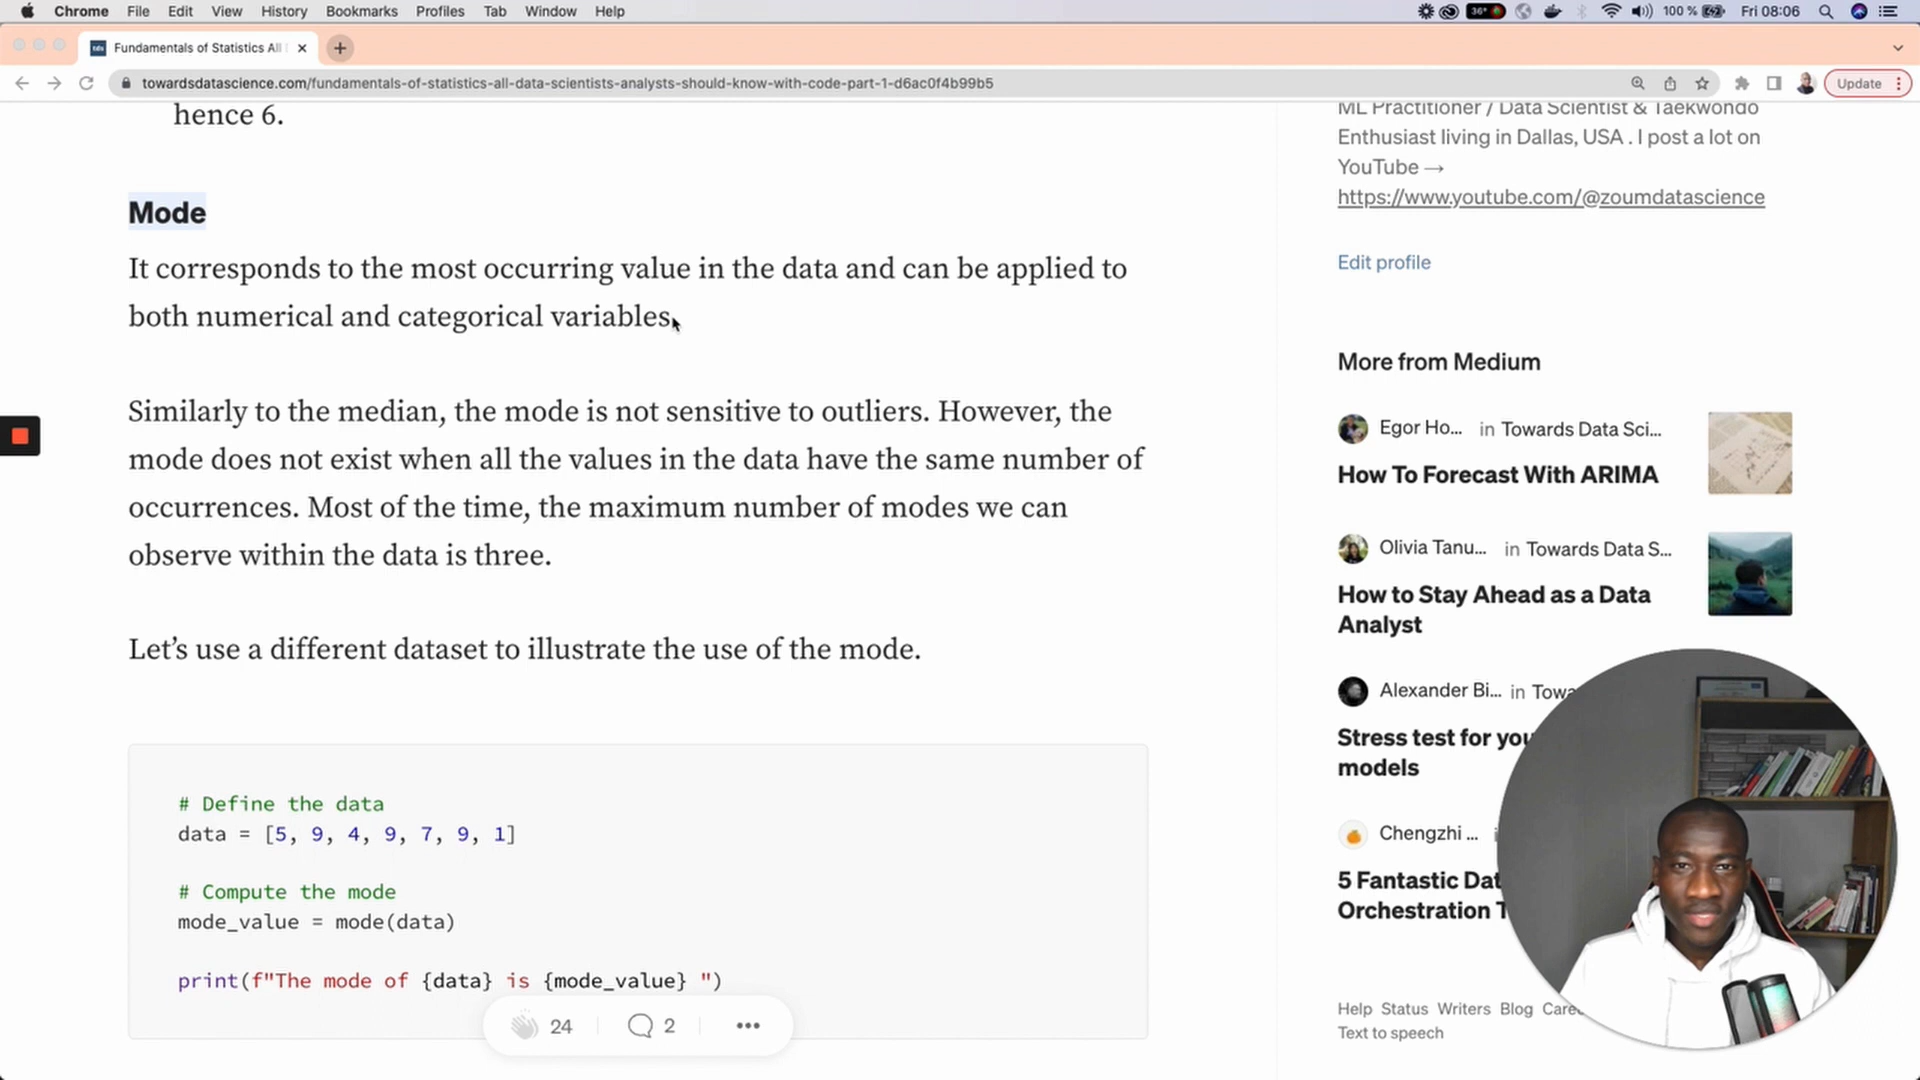 Chrome File Edit View History Bookmarks Profiles Tab Window Help
36° 100 % Fri 08:06
Fundamentals of Statistics All
towardsdatascience.com/fundamentals-of-statistics-all-data-scientists-analysts-should-know-with-code-part-1-d6ac0f4b99b5
Update
hence 6.
Mode
It corresponds to the most occurring value in the data and can be applied to
both numerical and categorical variables.
Similarly to the median, the mode is not sensitive to outliers. However, the
mode does not exist when all the values in the data have the same number of
occurrences. Most of the time, the maximum number of modes we can
observe within the data is three.
Let’s use a different dataset to illustrate the use of the mode.
# Define the data
data = [5, 9, 4, 9, 7, 9, 1]
# Compute the mode
mode_value = mode(data)
print(f"The mode of {data} is {mode_value} ")
24 2
ML Practitioner / Data Scientist & Taekwondo
Enthusiast living in Dallas, USA . I post a lot on
YouTube →
https://www.youtube.com/@zoumdatascience
Edit profile
More from Medium
Egor Ho... in Towards Data Sci...
How To Forecast With ARIMA
Olivia Tanu... in Towards Data S...
How to Stay Ahead as a Data
Analyst
Alexander Bi... in Towa
Stress test for you
models
Chengzhi ...
5 Fantastic Dat
Orchestration T
Help Status Writers Blog Care
Text to speech